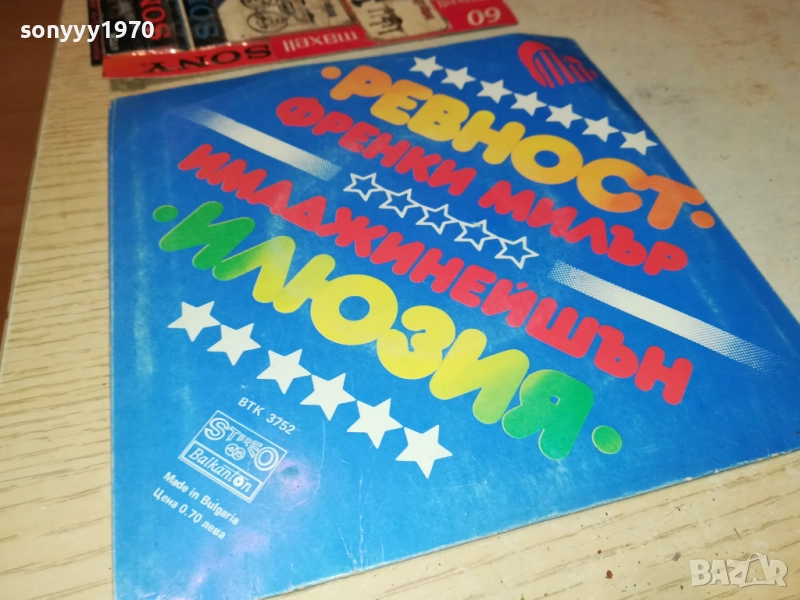 sonyyy1970
maxell
60
SONY
·РЕВНОСТ·
ФРЕНКИ МИЛЪР
ИМАДЖИНЕЙШЪН
·ИЛЮЗИЯ·
ВТК 3752
STEREO
Balkanton
Made in Bulgaria
Цена 0.70 лева
BAZAR